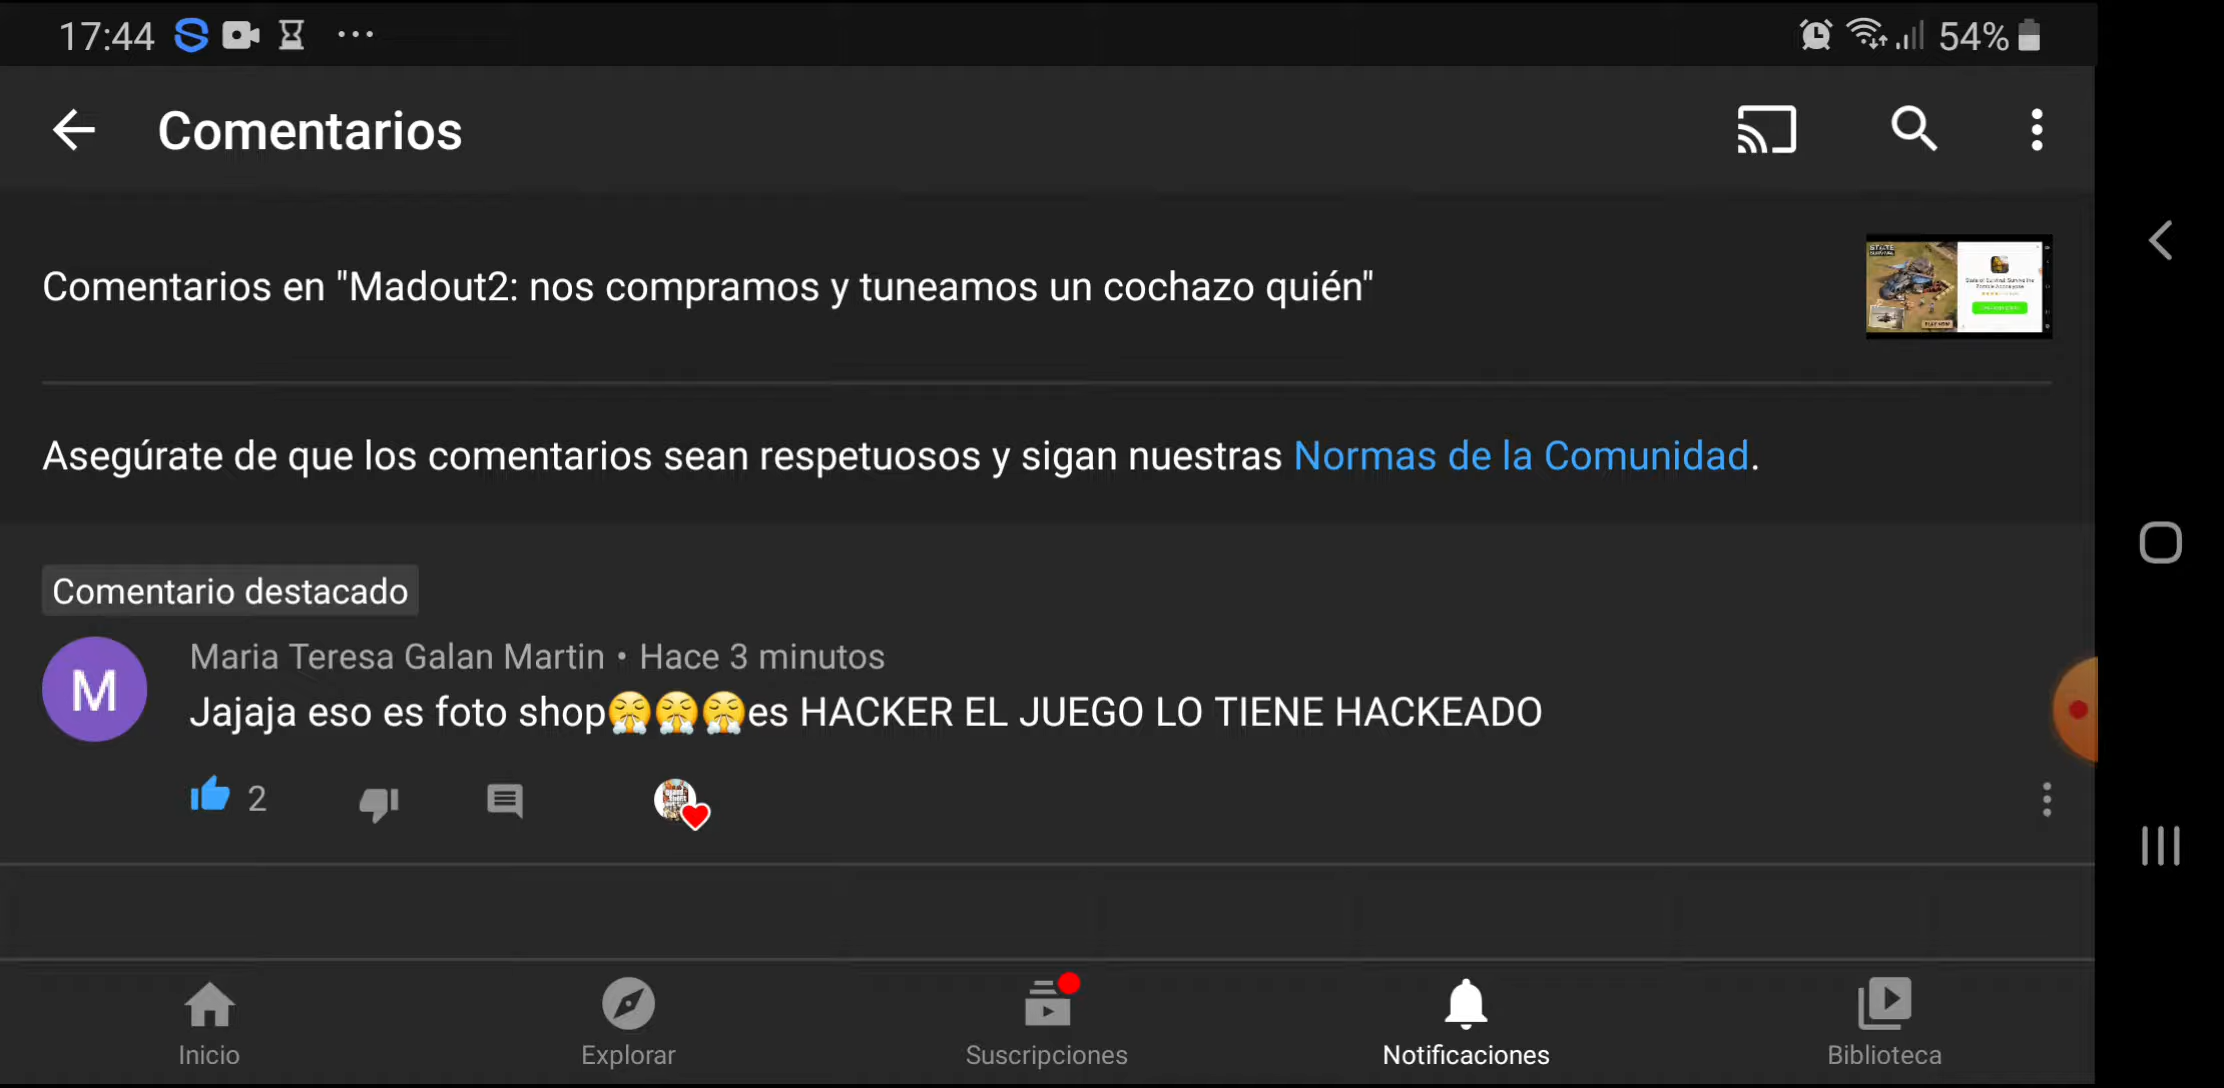 17:44
54%
Comentarios
Comentarios en "Madout2: nos compramos y tuneamos un cochazo quién"
Asegúrate de que los comentarios sean respetuosos y sigan nuestras Normas de la Comunidad.
Comentario destacado
M
Maria Teresa Galan Martin • Hace 3 minutos
Jajaja eso es foto shop😤😤😤es HACKER EL JUEGO LO TIENE HACKEADO
2
Inicio
Explorar
Suscripciones
Notificaciones
Biblioteca